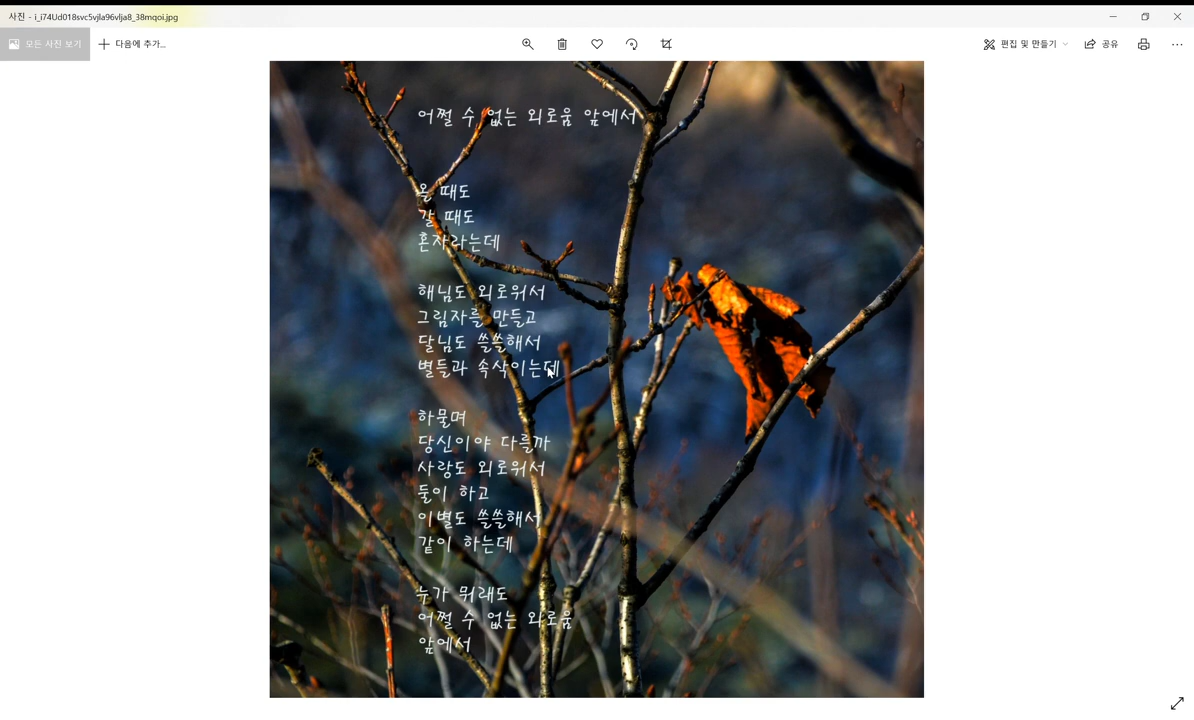 사진 - i_i74Ud018svc5vjla96vlja8_38mqoi.jpg
모든 사진 보기
다음에 추가...
편집 및 만들기
공유
어쩔 수 없는 외로움 앞에서
올 때도
갈 때도
혼자라는데
해님도 외로워서
그림자를 만들고
달님도 쓸쓸해서
별들과 속삭이는데
하물며
당신이야 다를까
사랑도 외로워서
둘이 하고
이별도 쓸쓸해서
같이 하는데
누가 뭐래도
어쩔 수 없는 외로움
앞에서